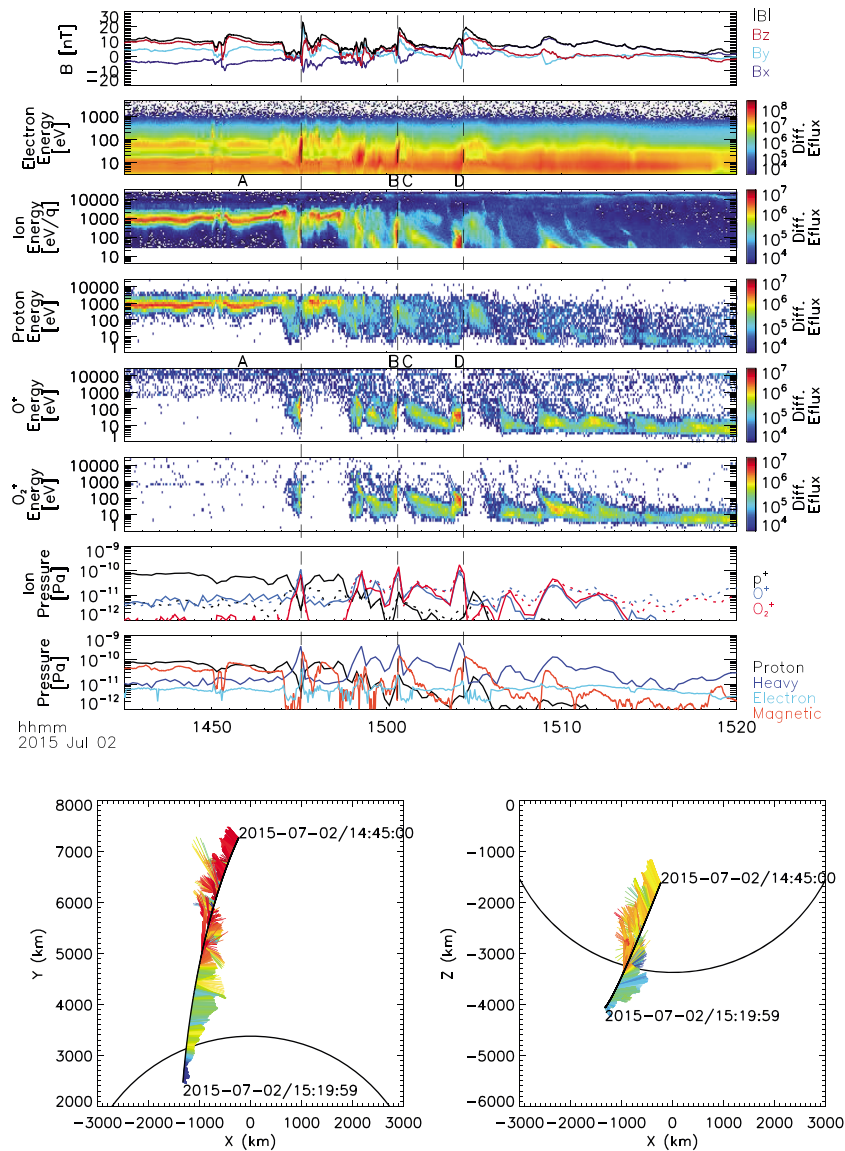 20
10
0
10
20
B [nT]
|B|
Bz
By
Bx
1000
100
10
Electron
Energy
[eV]
10^8
10^7
10^6
10^5
10^4
Diff.
Eflux
A B C D
10000
1000
100
10
Ion
Energy
[eV/q]
10^7
10^6
10^5
10^4
Diff.
Eflux
10000
1000
100
10
1
Proton
Energy
[eV]
10^7
10^6
10^5
10^4
Diff.
Eflux
A B C D
10000
1000
100
10
1
O^+
Energy
[eV]
10^7
10^6
10^5
10^4
Diff.
Eflux
10000
1000
100
10
1
O2^+
Energy
[eV]
10^7
10^6
10^5
10^4
Diff.
Eflux
10^-9
10^-10
10^-11
10^-12
Ion
Pressure
[Pa]
p^+
O^+
O2^+
10^-9
10^-10
10^-11
10^-12
Pressure
[Pa]
Proton
Heavy
Electron
Magnetic
1450 1500 1510 1520
hhmm
2015 Jul 02
8000
7000
6000
5000
4000
3000
2000
Y (km)
2015-07-02/14:45:00
2015-07-02/15:19:59
-3000 -2000 -1000 0 1000 2000 3000
X (km)
0
-1000
-2000
-3000
-4000
-5000
-6000
Z (km)
2015-07-02/14:45:00
2015-07-02/15:19:59
-3000 -2000 -1000 0 1000 2000 3000
X (km)